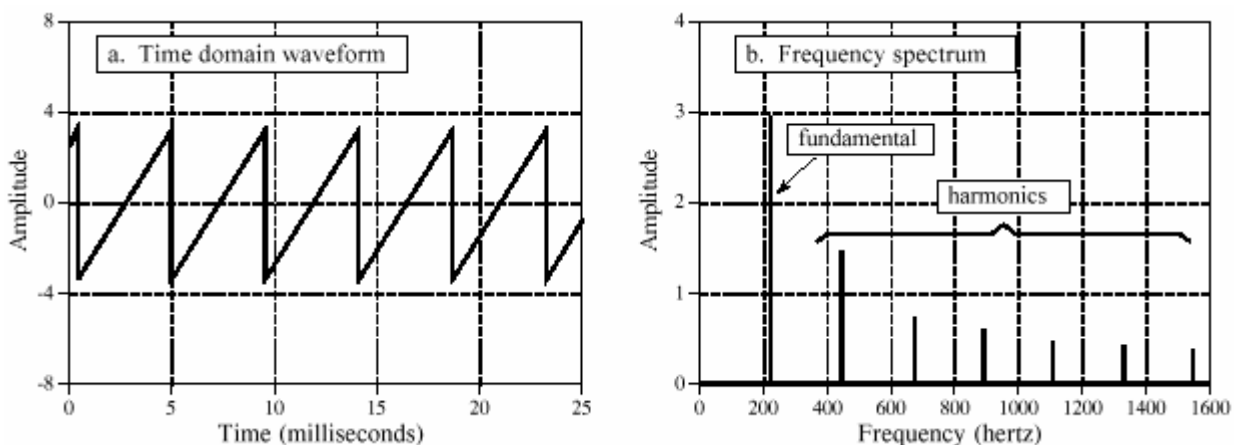 a. Time domain waveform
Amplitude
8
4
0
-4
-8
0 5 10 15 20 25
Time (milliseconds)
b. Frequency spectrum
fundamental
harmonics
Amplitude
4
3
2
1
0
0 200 400 600 800 1000 1200 1400 1600
Frequency (hertz)